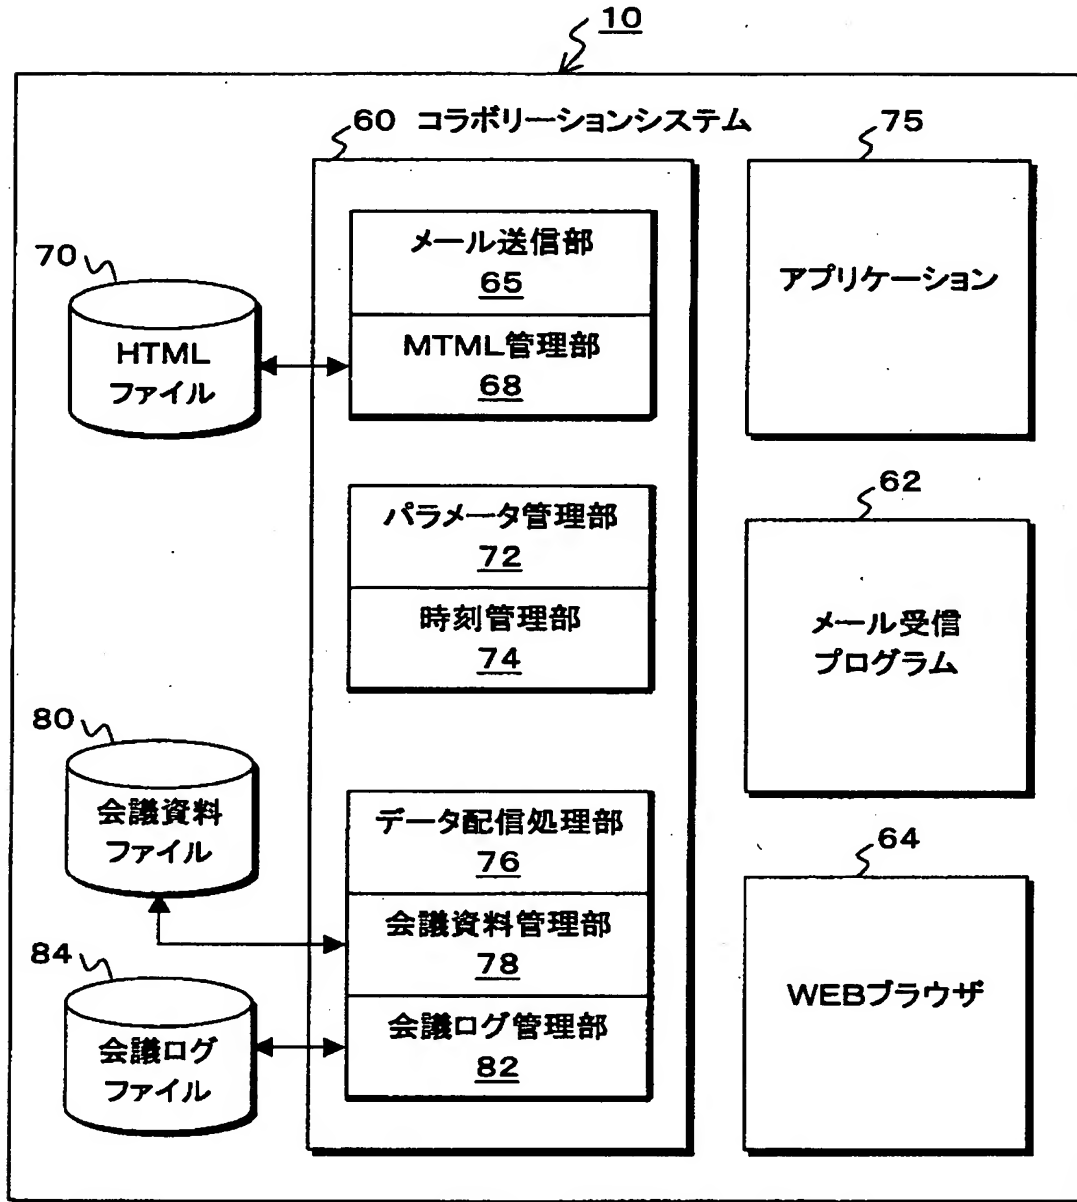 10
60 コラボリーションシステム
75
メール送信部
65
MTML管理部
68
70
HTML
ファイル
アプリケーション
パラメータ管理部
72
時刻管理部
74
62
メール受信
プログラム
80
会議資料
ファイル
データ配信処理部
76
会議資料管理部
78
会議ログ管理部
82
84
会議ログ
ファイル
64
WEBブラウザ